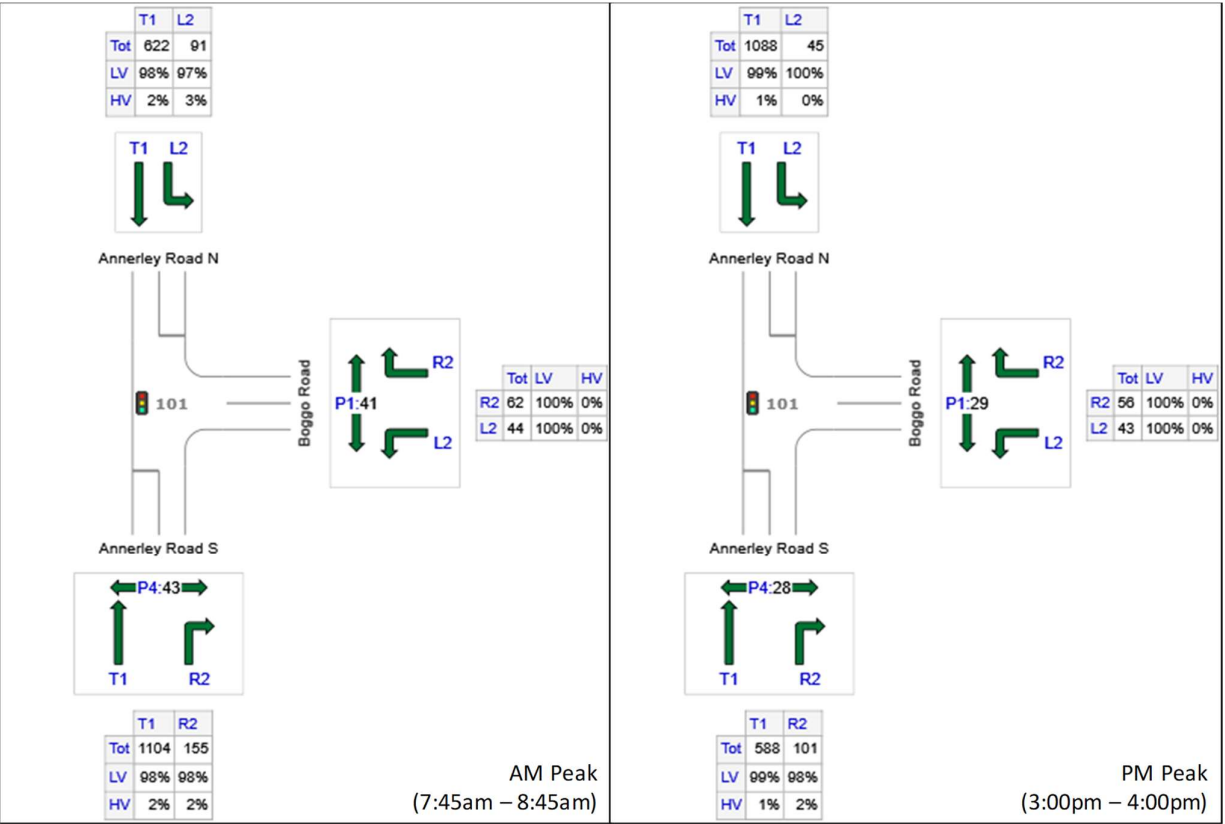 T1 L2
Tot 622 91
LV 98% 97%
HV 2% 3%
T1 L2
Annerley Road N
101
Boggo Road
P1:41
R2
L2
Tot LV HV
R2 62 100% 0%
L2 44 100% 0%
Annerley Road S
P4:43
T1 R2
T1 R2
Tot 1104 155
LV 98% 98%
HV 2% 2%
AM Peak
(7:45am – 8:45am)
T1 L2
Tot 1088 45
LV 99% 100%
HV 1% 0%
T1 L2
Annerley Road N
101
Boggo Road
P1:29
R2
L2
Tot LV HV
R2 56 100% 0%
L2 43 100% 0%
Annerley Road S
P4:28
T1 R2
T1 R2
Tot 588 101
LV 99% 98%
HV 1% 2%
PM Peak
(3:00pm – 4:00pm)